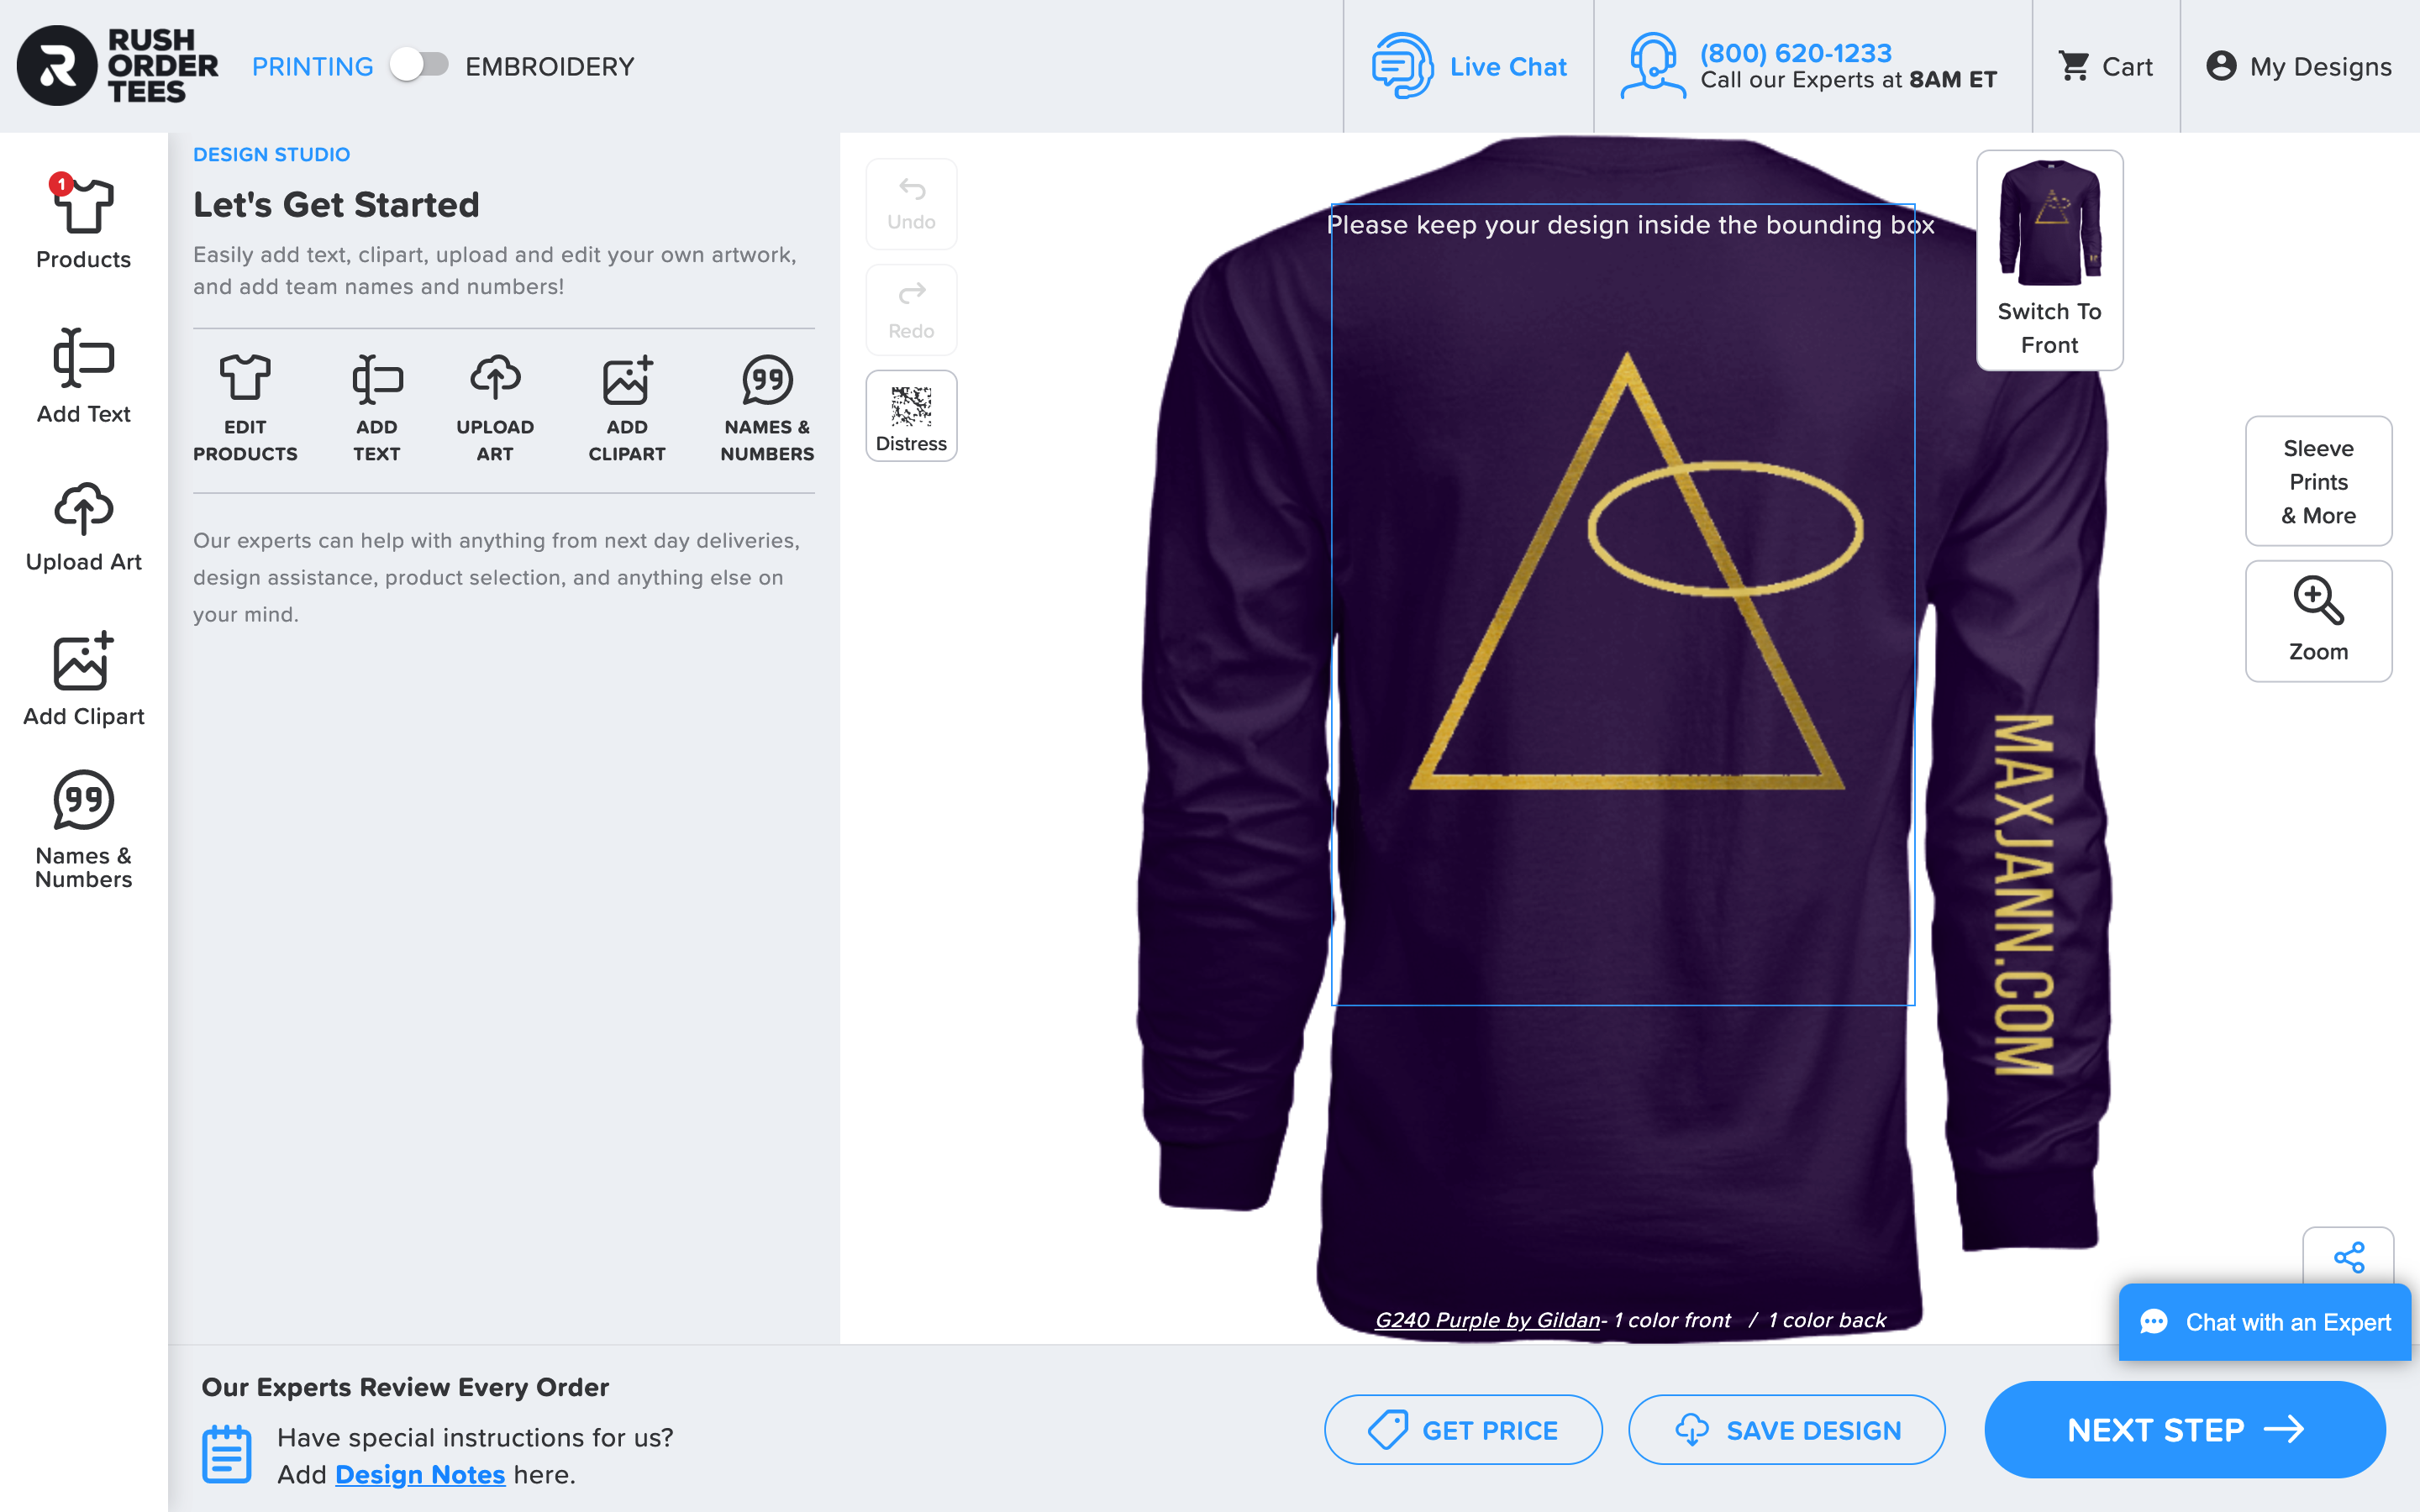 RUSH
ORDER
TEES
PRINTING
EMBROIDERY
Live Chat
(800) 620-1233
Call our Experts at 8AM ET
Cart
My Designs
1
Products
Add Text
Upload Art
Add Clipart
99
Names &
Numbers
DESIGN STUDIO
Let's Get Started
Easily add text, clipart, upload and edit your own artwork,
and add team names and numbers!
EDIT
PRODUCTS
ADD
TEXT
UPLOAD
ART
ADD
CLIPART
99
NAMES &
NUMBERS
Our experts can help with anything from next day deliveries,
design assistance, product selection, and anything else on
your mind.
Undo
Redo
Distress
Please keep your design inside the bounding box
MAXJANN.COM
G240 Purple by Gildan- 1 color front / 1 color back
Switch To
Front
Sleeve
Prints
& More
Zoom
Chat with an Expert
Our Experts Review Every Order
Have special instructions for us?
Add Design Notes here.
GET PRICE
SAVE DESIGN
NEXT STEP